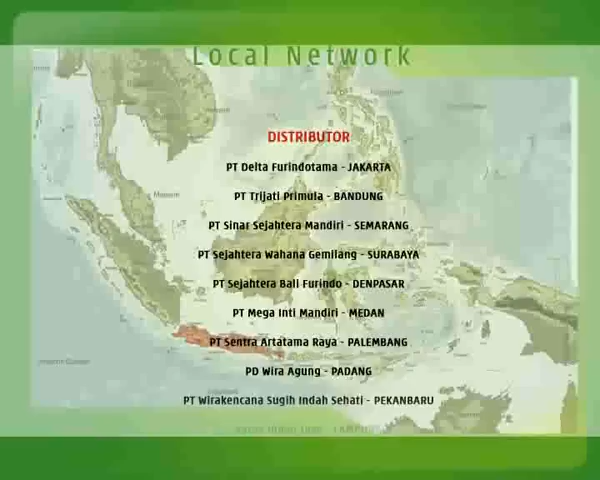 Local Network
DISTRIBUTOR
PT Delta Furindotama - JAKARTA
PT Trijati Primula - BANDUNG
PT Sinar Sejahtera Mandiri - SEMARANG
PT Sejahtera Wahana Gemilang - SURABAYA
PT Sejahtera Bali Furindo - DENPASAR
PT Mega Inti Mandiri - MEDAN
PT Sentra Artatama Raya - PALEMBANG
PD Wira Agung - PADANG
PT Wirakencana Sugih Indah Sehati - PEKANBARU